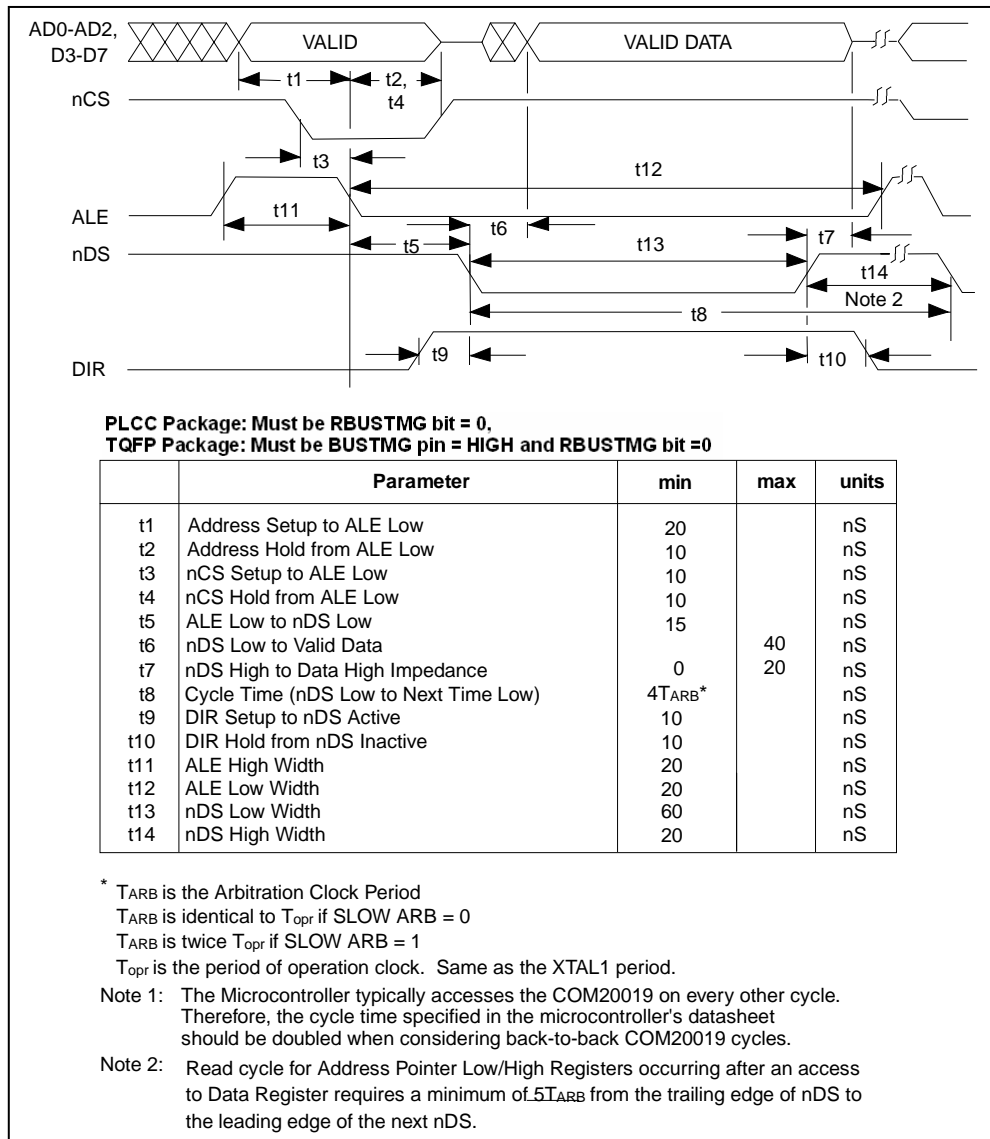 AD0-AD2,
D3-D7
VALID
VALID DATA
t1
t2,
t4
nCS
t3
t12
ALE
t11
t6
t7
nDS
t5
t13
t14
Note 2
t8
t9
t10
DIR
PLCC Package: Must be RBUSTMG bit = 0,
TQFP Package: Must be BUSTMG pin = HIGH and RBUSTMG bit =0
Parameter min max units
t1 Address Setup to ALE Low 20 nS
t2 Address Hold from ALE Low 10 nS
t3 nCS Setup to ALE Low 10 nS
t4 nCS Hold from ALE Low 10 nS
t5 ALE Low to nDS Low 15 nS
t6 nDS Low to Valid Data 40 nS
t7 nDS High to Data High Impedance 0 20 nS
t8 Cycle Time (nDS Low to Next Time Low) 4TARB* nS
t9 DIR Setup to nDS Active 10 nS
t10 DIR Hold from nDS Inactive 10 nS
t11 ALE High Width 20 nS
t12 ALE Low Width 20 nS
t13 nDS Low Width 60 nS
t14 nDS High Width 20 nS
* TARB is the Arbitration Clock Period
TARB is identical to Topr if SLOW ARB = 0
TARB is twice Topr if SLOW ARB = 1
Topr is the period of operation clock. Same as the XTAL1 period.
Note 1: The Microcontroller typically accesses the COM20019 on every other cycle.
Therefore, the cycle time specified in the microcontroller's datasheet
should be doubled when considering back-to-back COM20019 cycles.
Note 2: Read cycle for Address Pointer Low/High Registers occurring after an access
to Data Register requires a minimum of 5TARB from the trailing edge of nDS to
the leading edge of the next nDS.